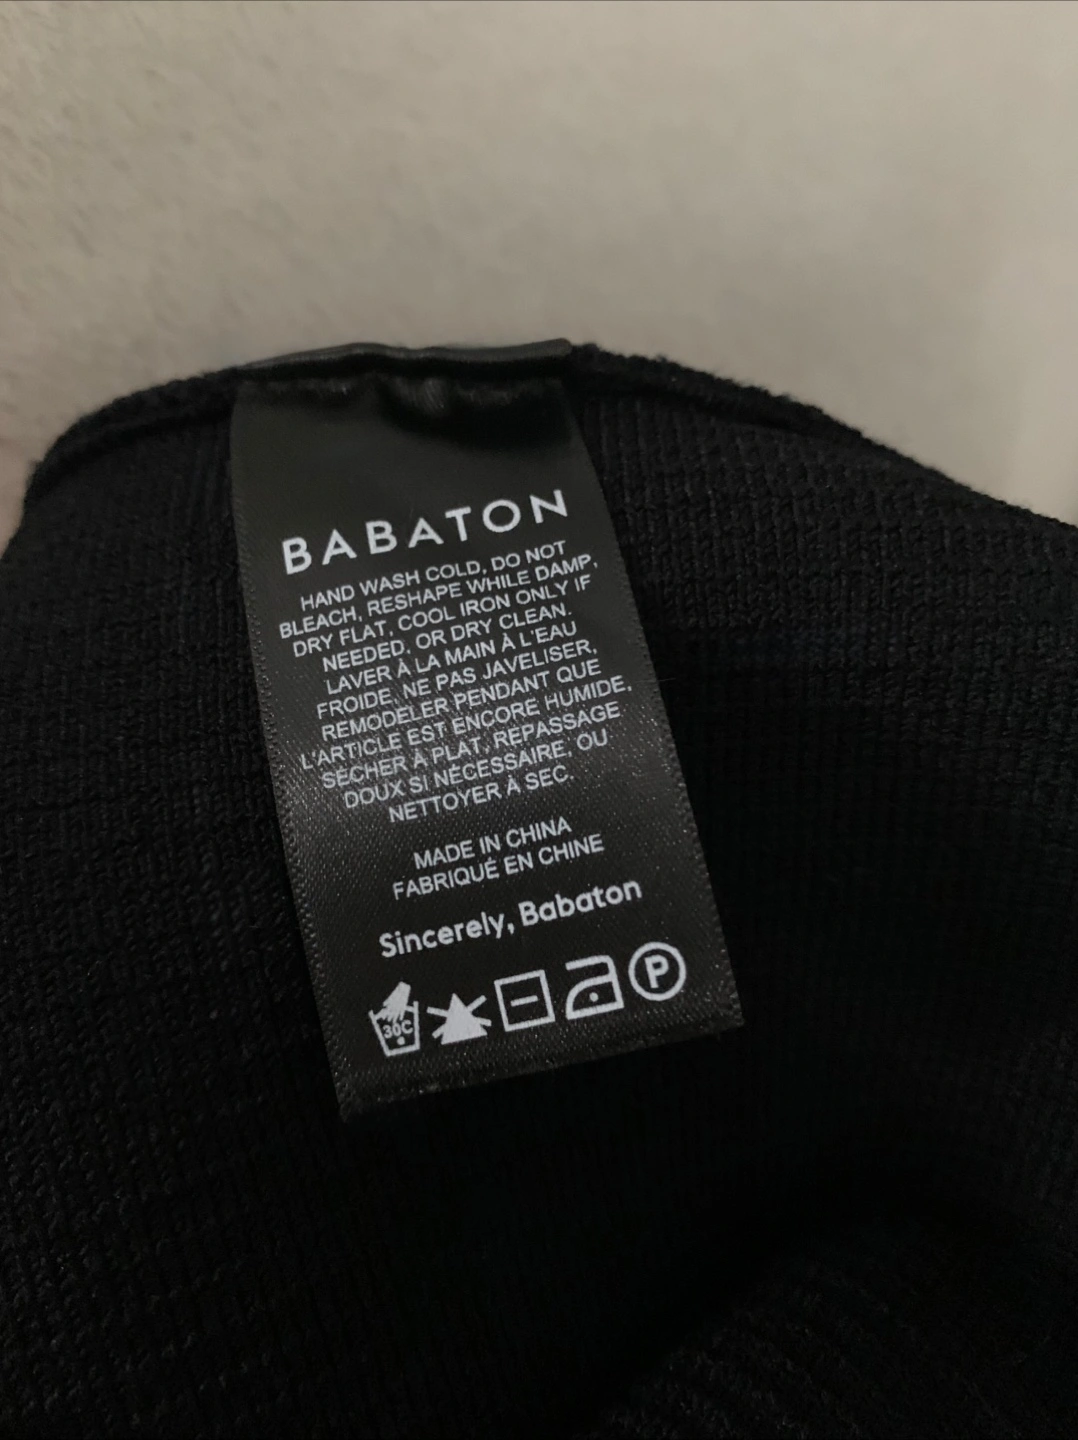 BABATON
HAND WASH COLD, DO NOT
BLEACH, RESHAPE WHILE DAMP,
DRY FLAT, COOL IRON ONLY IF
NEEDED, OR DRY CLEAN.
LAVER À LA MAIN À L'EAU
FROIDE, NE PAS JAVELISER,
REMODELER PENDANT QUE
L'ARTICLE EST ENCORE HUMIDE,
SÉCHER À PLAT, REPASSAGE
DOUX SI NÉCESSAIRE, OU
NETTOYER À SEC.
MADE IN CHINA
FABRIQUÉ EN CHINE
Sincerely, Babaton
30C P